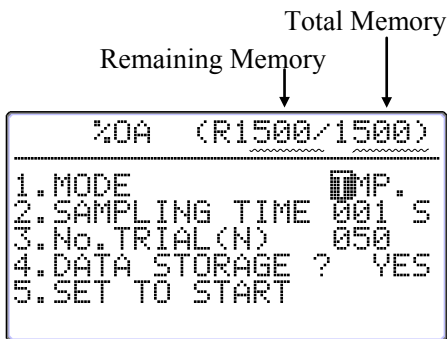 Total Memory
Remaining Memory
%OA (R1500/1500)
1.MODE TMP.
2.SAMPLING TIME 001 S
3.No.TRIAL(N) 050
4.DATA STORAGE ? YES
5.SET TO START